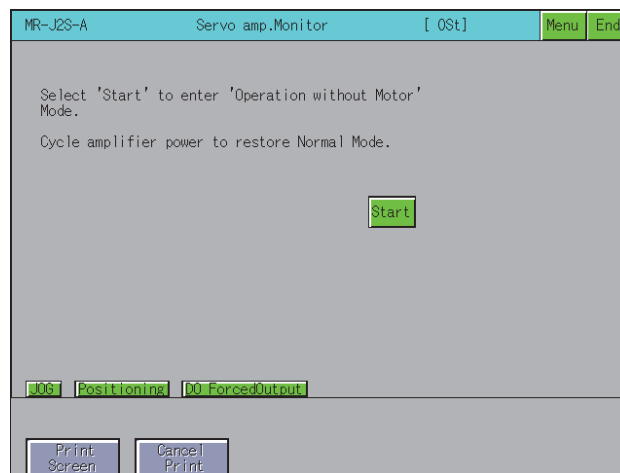 MR-J2S-A Servo amp.Monitor [ 0St] Menu End
Select 'Start' to enter 'Operation without Motor'
Mode.
Cycle amplifier power to restore Normal Mode.
Start
JOG Positioning DO ForcedOutput
Print Cancel
Screen Print